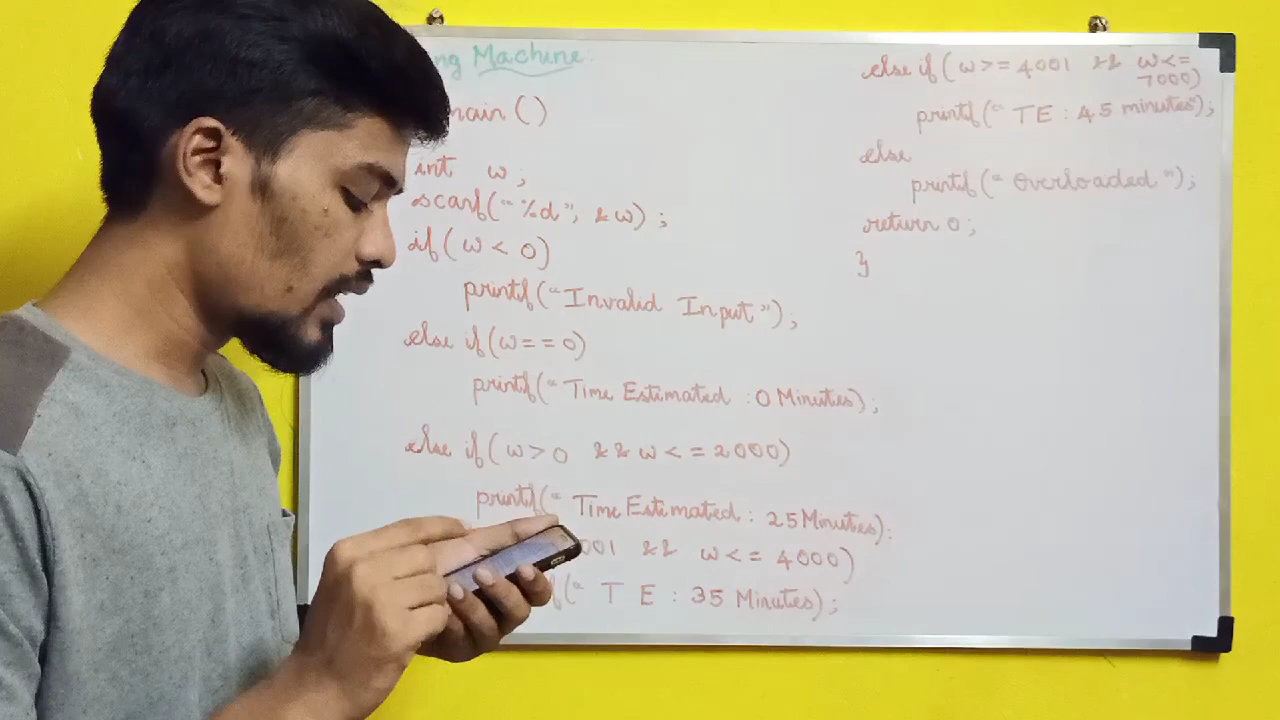 Machine:
main ()
int w;
scanf("%d", &w);
if(w < 0)
printf("Invalid Input");
else if(w==0)
printf("Time Estimated : 0 Minutes);
else if(w>0 && w<=2000)
printf("Time Estimated : 25 Minutes);
001 && w<=4000)
f(" T E : 35 Minutes);
else if(w>=4001 && w<=
7000)
printf("TE : 45 minutes");
else
printf("Overloaded");
return 0;
}